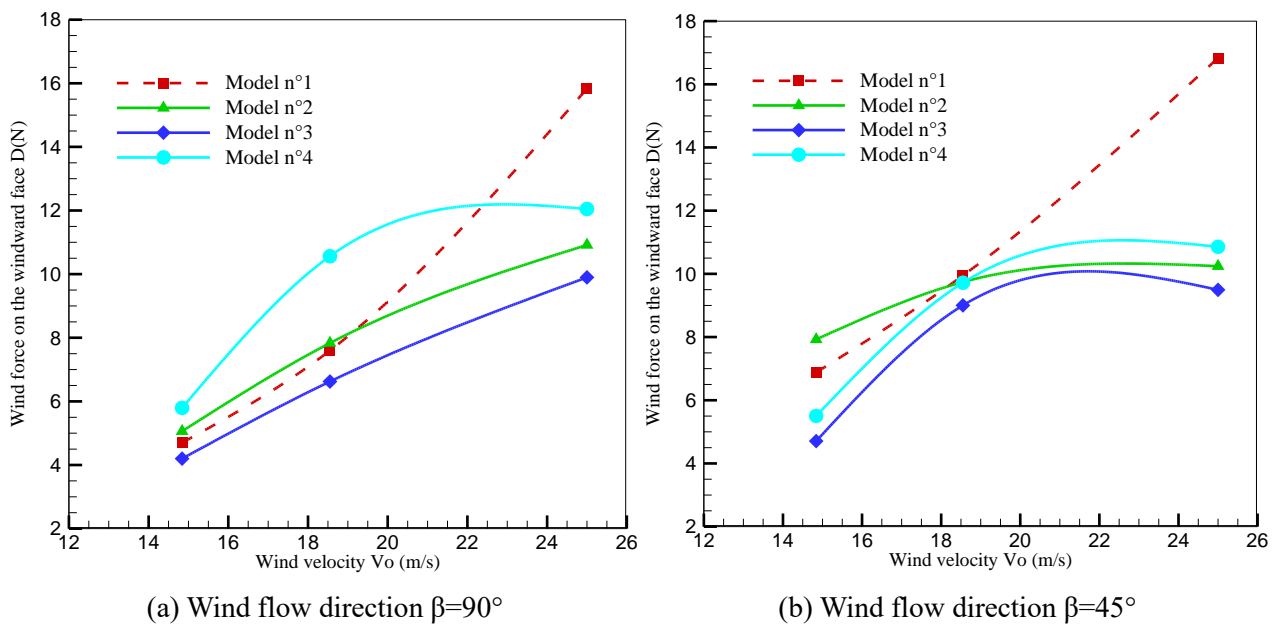 18
16
14
12
10
8
6
4
2
Wind force on the windward face D(N)
Model n°1
Model n°2
Model n°3
Model n°4
12 14 16 18 20 22 24 26
Wind velocity Vo (m/s)
(a) Wind flow direction β=90°
18
16
14
12
10
8
6
4
2
Wind force on the windward face D(N)
Model n°1
Model n°2
Model n°3
Model n°4
12 14 16 18 20 22 24 26
Wind velocity Vo (m/s)
(b) Wind flow direction β=45°